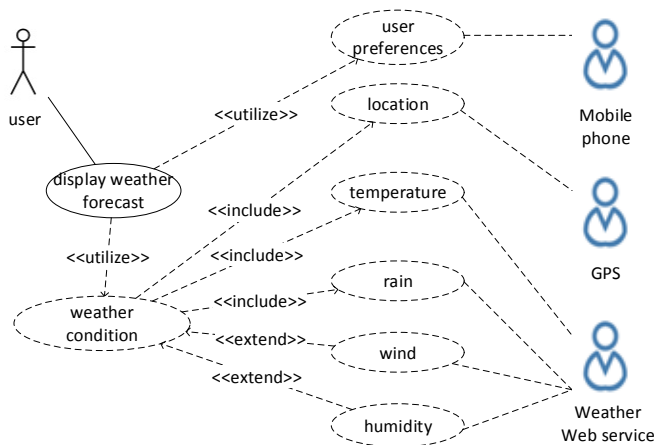 user
preferences
user
<<utilize>>
location
Mobile
phone
display weather
forecast
temperature
<<include>>
<<utilize>>
<<include>>
GPS
rain
<<include>>
weather
condition
<<extend>>
wind
<<extend>>
humidity
Weather
Web service